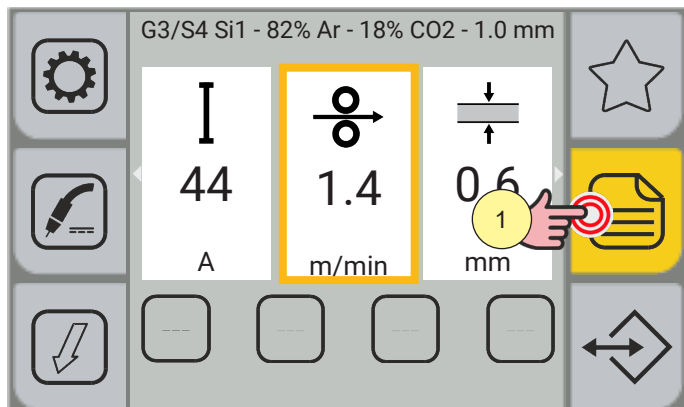 G3/S4 Si1 - 82% Ar - 18% CO2 - 1.0 mm
44 1.4 0.6
1
A m/min mm
--- --- --- ---